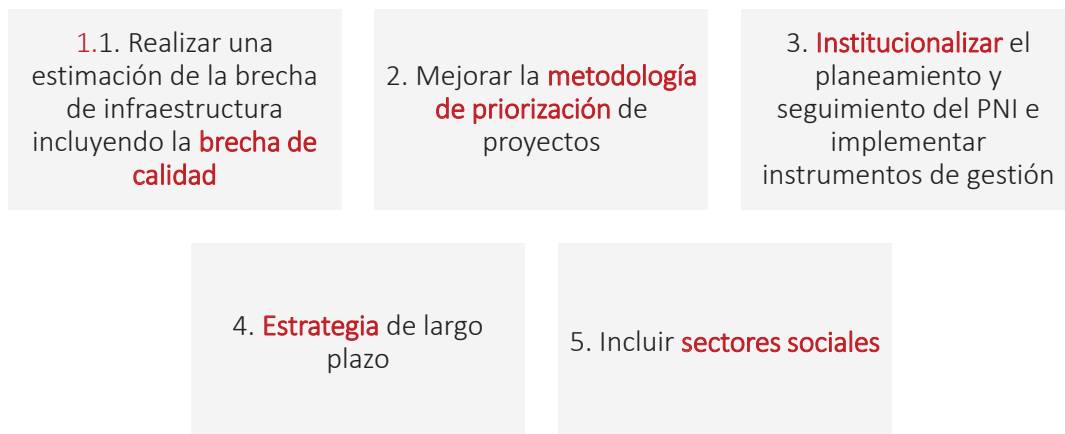 1.1. Realizar una
estimación de la brecha
de infraestructura
incluyendo la brecha de
calidad
2. Mejorar la metodología
de priorización de
proyectos
3. Institucionalizar el
planeamiento y
seguimiento del PNI e
implementar
instrumentos de gestión
4. Estrategia de largo
plazo
5. Incluir sectores sociales